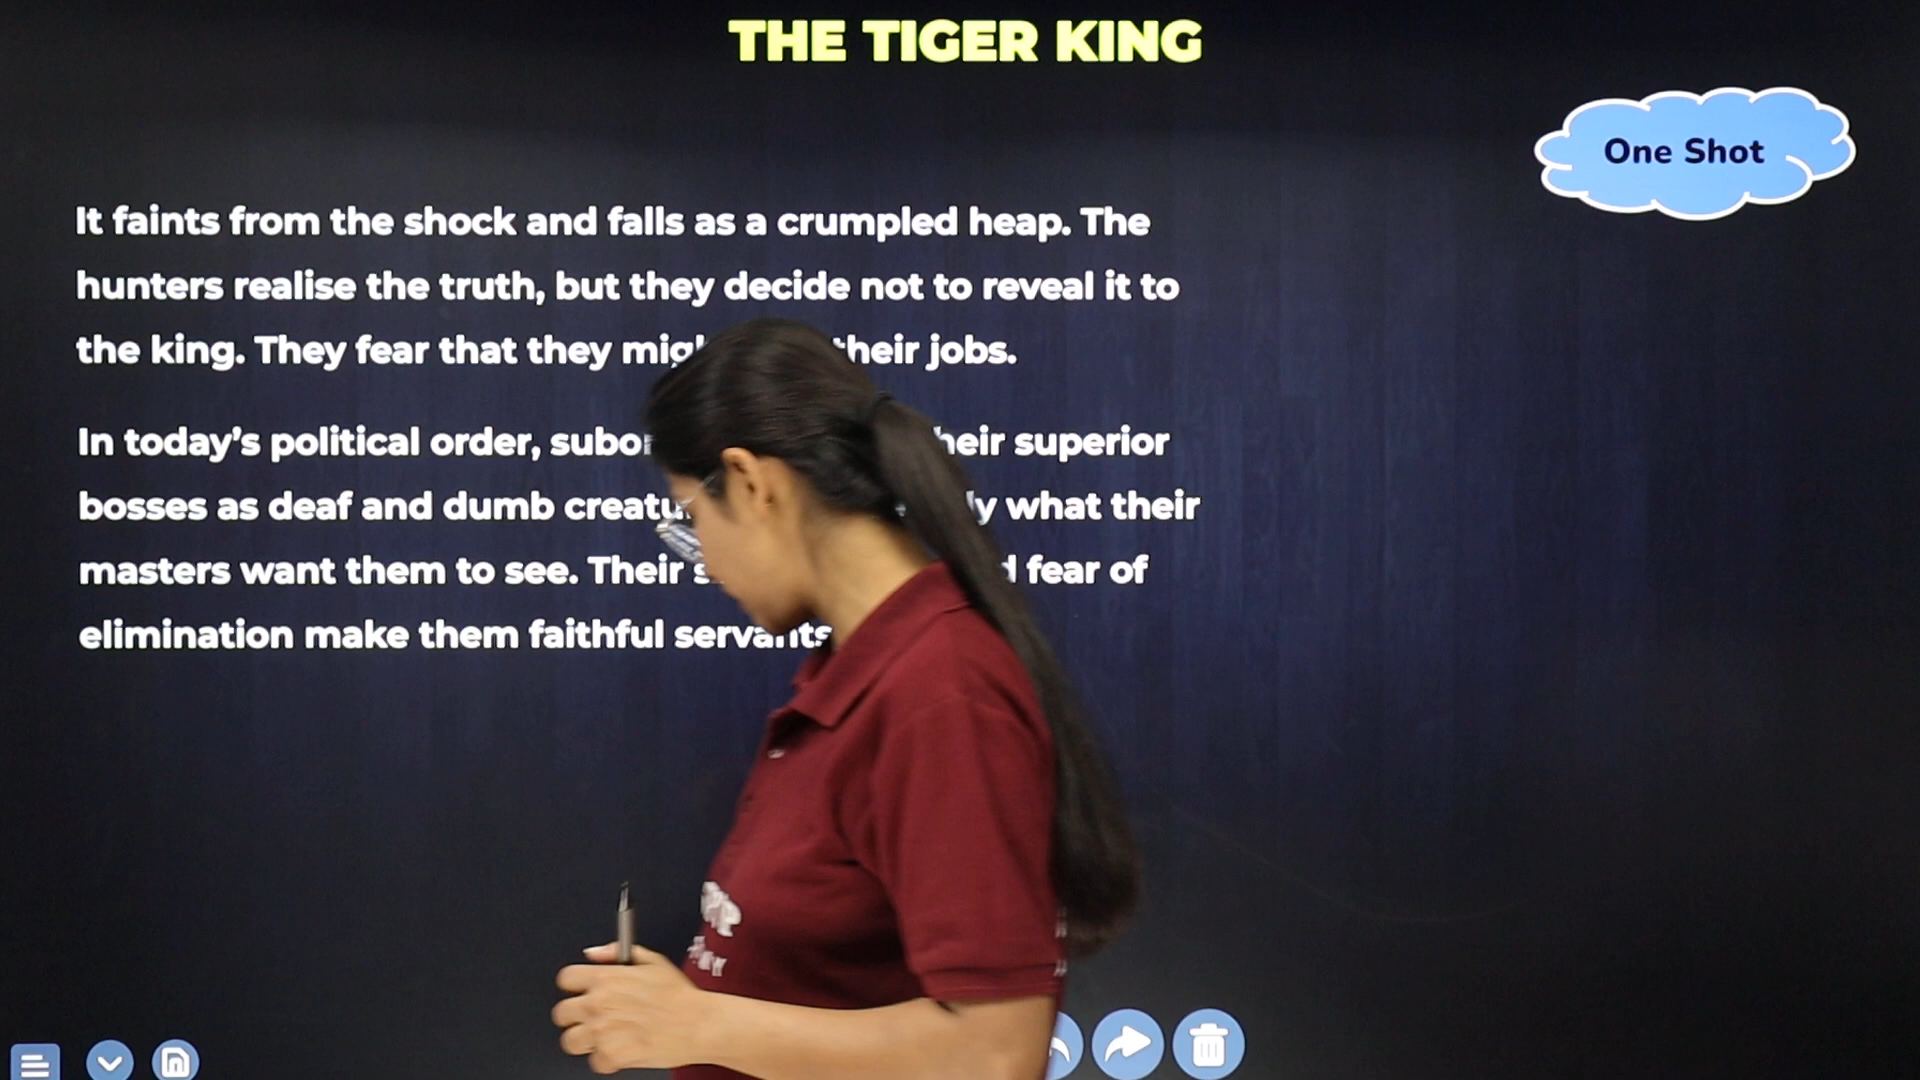 THE TIGER KING
One Shot
It faints from the shock and falls as a crumpled heap. The
hunters realise the truth, but they decide not to reveal it to
the king. They fear that they their jobs.
In today's political order, superior
bosses as deaf and dumb what their
masters want them to see. Their fear of
elimination make them faithful servants